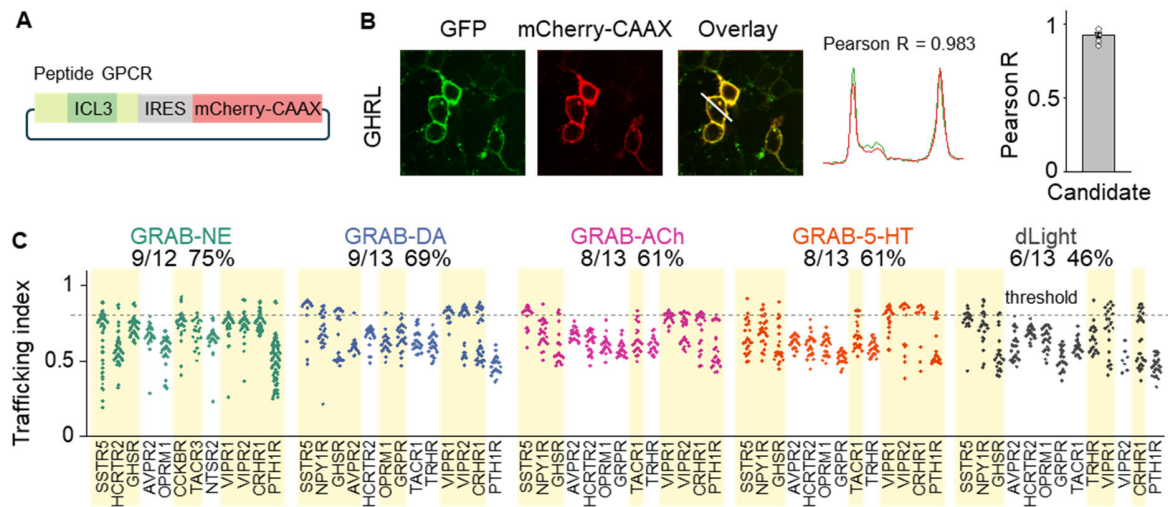 A
Peptide GPCR
ICL3
IRES
mCherry-CAAX
B
GFP
mCherry-CAAX
Overlay
GHRL
Pearson R = 0.983
Pearson R
1
0.5
0
Candidate
C
GRAB-NE
9/12 75%
GRAB-DA
9/13 69%
GRAB-ACh
8/13 61%
GRAB-5-HT
8/13 61%
dLight
6/13 46%
threshold
Trafficking index
1
0.5
0
SSTR5
HCRTR2
GHSR
AVPR2
OPRM1
CCKBR
TACR3
NTSR2
VIPR1
VIPR2
CRHR1
PTH1R
SSTR5
NPY1R
GHSR
AVPR2
HCRTR2
OPRM1
GRPR
TACR1
TRHR
VIPR1
VIPR2
CRHR1
PTH1R
SSTR5
NPY1R
GHSR
AVPR2
HCRTR2
OPRM1
GRPR
TACR1
TRHR
VIPR1
VIPR2
CRHR1
PTH1R
SSTR5
NPY1R
GHSR
AVPR2
HCRTR2
OPRM1
GRPR
TACR1
TRHR
VIPR1
VIPR2
CRHR1
PTH1R
SSTR5
NPY1R
GHSR
AVPR2
HCRTR2
OPRM1
GRPR
TACR1
TRHR
VIPR1
VIPR2
CRHR1
PTH1R